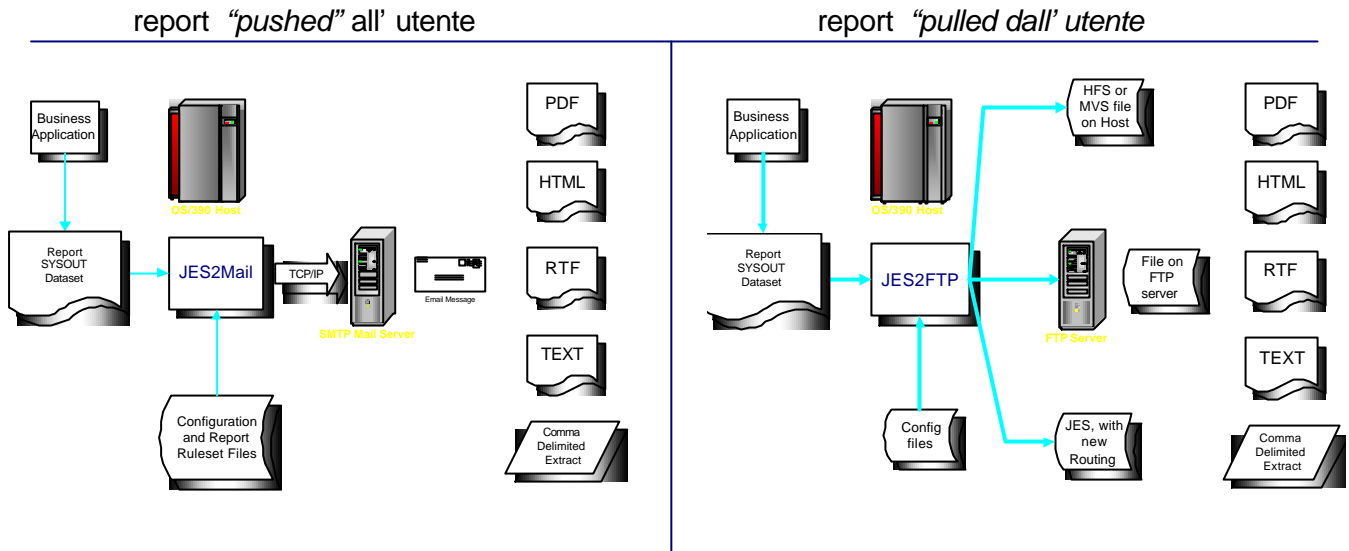 report "pushed" all' utente
Business
Application
OS/390 Host
Report
SYSOUT
Dataset
JES2Mail
TCP/IP
SMTP Mail Server
Email Message
Configuration
and Report
Ruleset Files
PDF
HTML
RTF
TEXT
Comma
Delimited
Extract
report "pulled dall' utente
Business
Application
OS/390 Host
Report
SYSOUT
Dataset
JES2FTP
HFS or
MVS file
on Host
FTP Server
File on
FTP
server
Config
files
JES, with
new
Routing
PDF
HTML
RTF
TEXT
Comma
Delimited
Extract